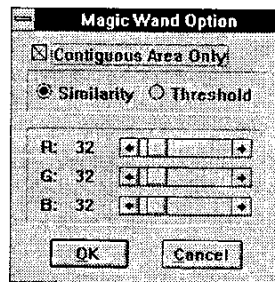 Magic Wand Option
Contiguous Area Only
Similarity Threshold
R: 32
G: 32
B: 32
OK Cancel